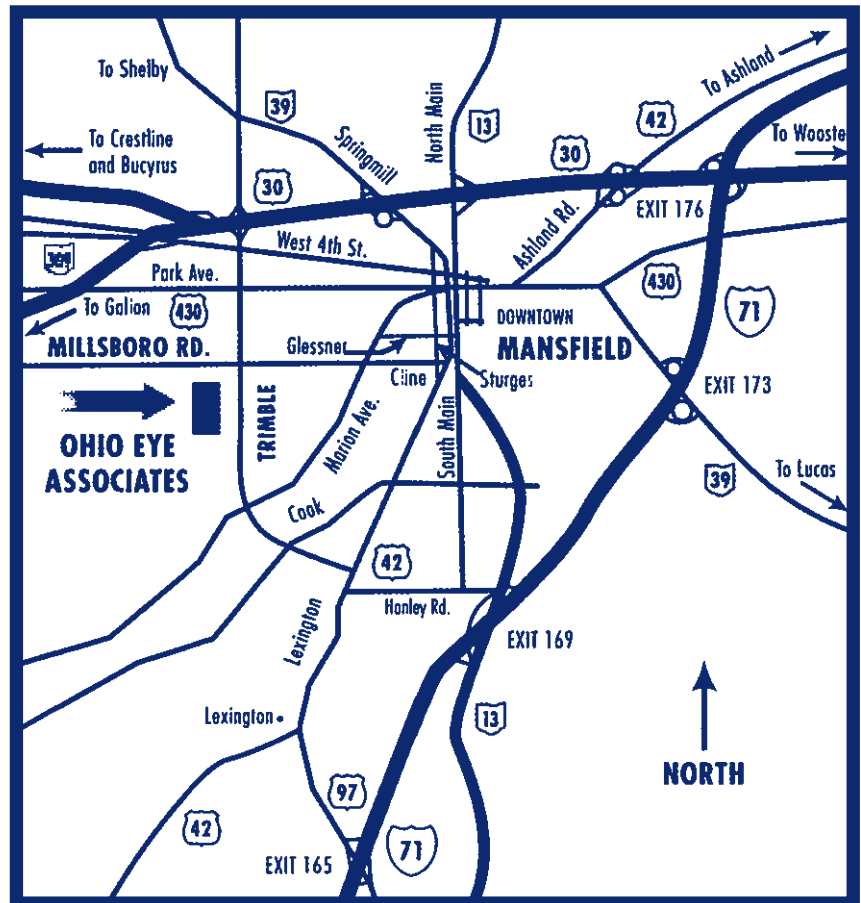 To Shelby
39
North Main
13
To Ashland
42
To Crestline
and Bucyrus
Springmill
To Wooste
30
30
EXIT 176
West 4th St.
Ashland Rd.
Park Ave.
430
To Galion
430
DOWNTOWN
MANSFIELD
71
MILLSBORO RD.
Glessner
Cline
Sturges
EXIT 173
OHIO EYE
ASSOCIATES
TRIMBLE
Marion Ave.
South Main
39
To Lucas
Cook
42
Hanley Rd.
Lexington
EXIT 169
Lexington
13
NORTH
97
42
71
EXIT 165